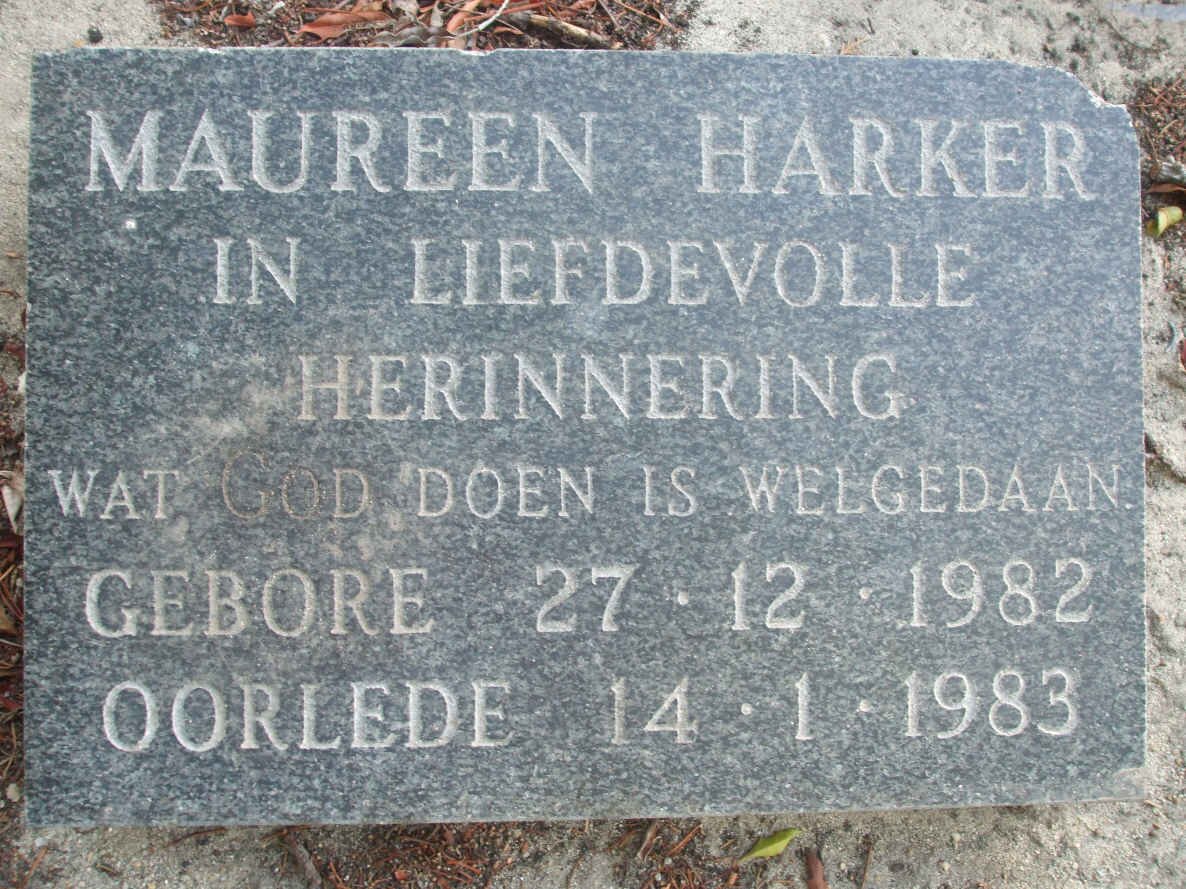 MAUREEN HARKER
IN LIEFDEVOLLE
HERINNERING
WAT GOD DOEN IS WELGEDAAN.
GEBORE 27·12·1982
OORLEDE 14·1·1983